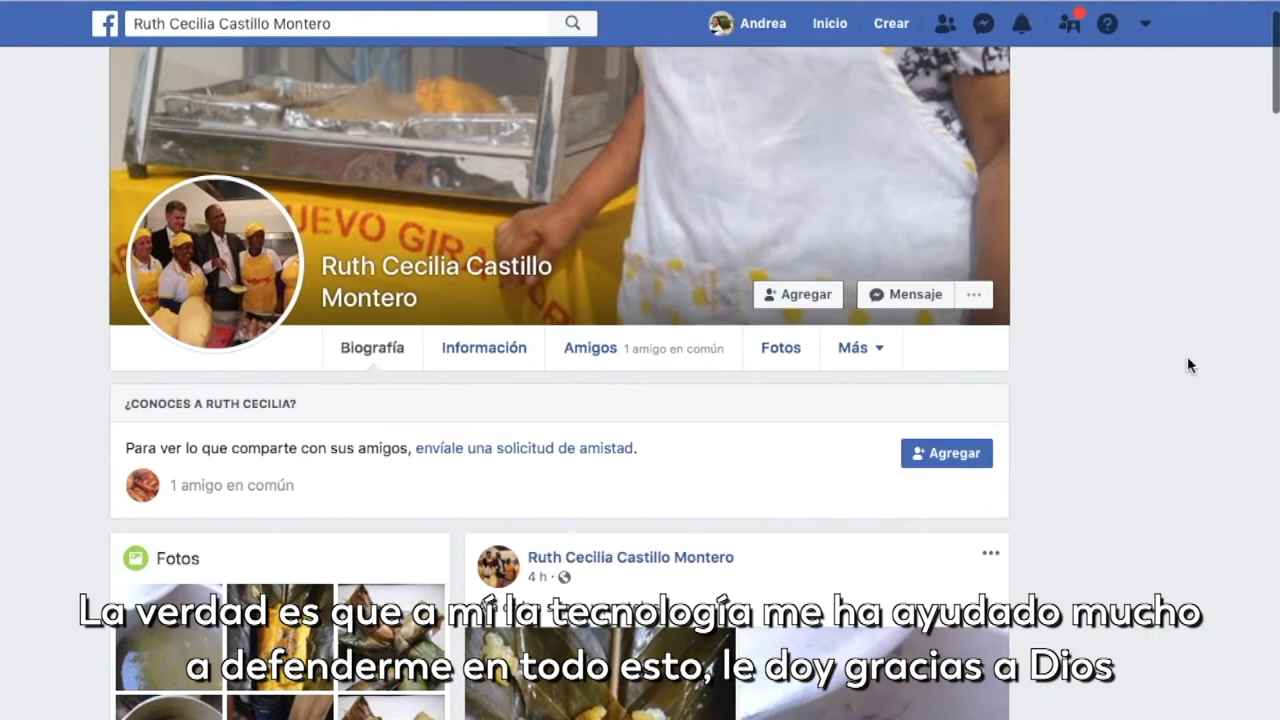 Ruth Cecilia Castillo Montero
Andrea
Inicio
Crear
UEVO GIRA
Ruth Cecilia Castillo
Montero
Agregar
Mensaje
Biografía
Información
Amigos 1 amigo en común
Fotos
Más
¿CONOCES A RUTH CECILIA?
Para ver lo que comparte con sus amigos, envíale una solicitud de amistad.
Agregar
1 amigo en común
Fotos
Ruth Cecilia Castillo Montero
4 h ·
La verdad es que a mí la tecnología me ha ayudado mucho
a defenderme en todo esto, le doy gracias a Dios